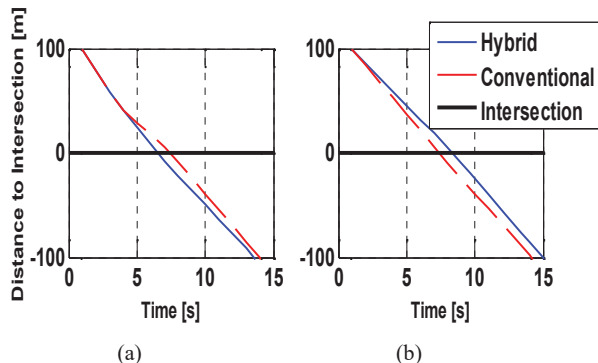 Distance to Intersection [m]
100
0
-100
0 5 10 15
Time [s]
(a)
100
0
-100
0 5 10 15
Time [s]
(b)
Hybrid
Conventional
Intersection